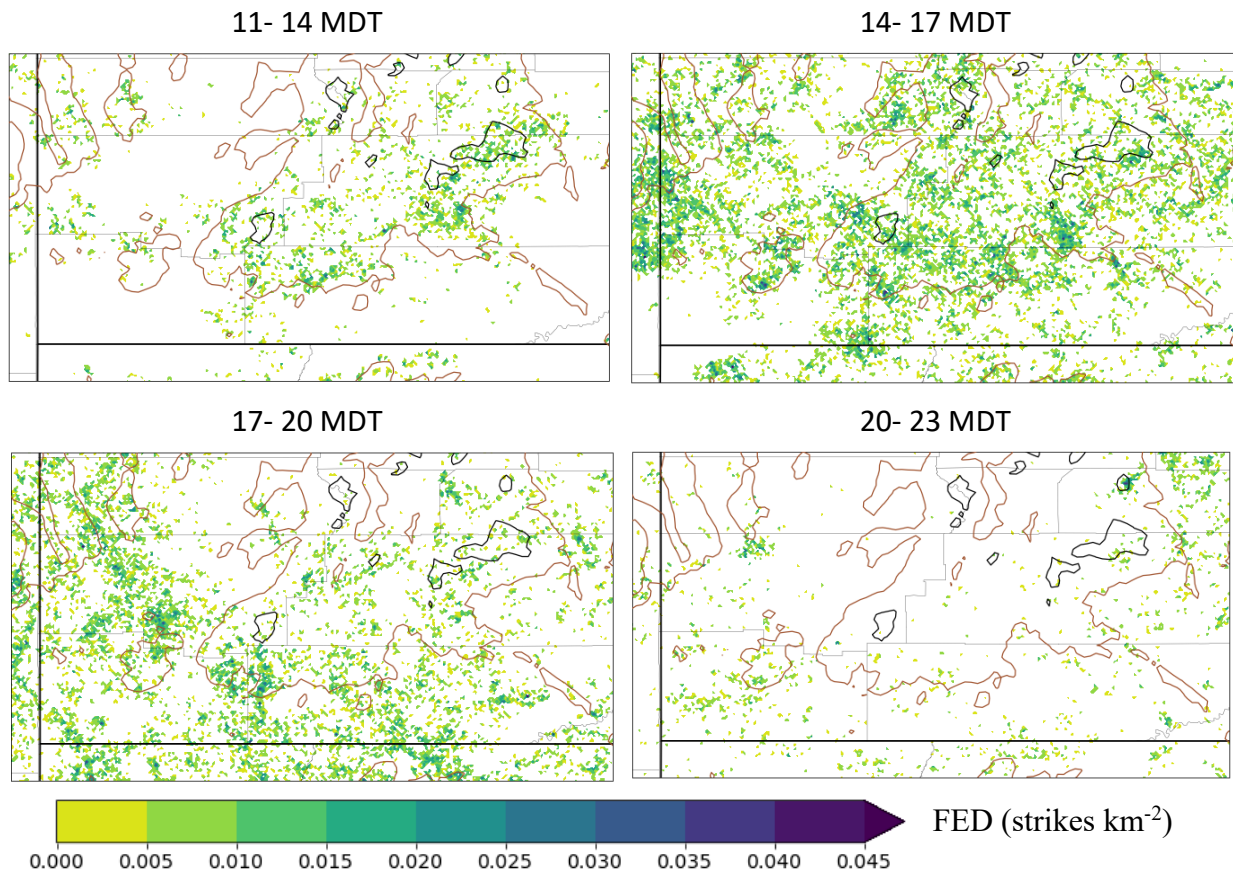 11- 14 MDT
14- 17 MDT
17- 20 MDT
20- 23 MDT
FED (strikes km-2)
0.000 0.005 0.010 0.015 0.020 0.025 0.030 0.035 0.040 0.045